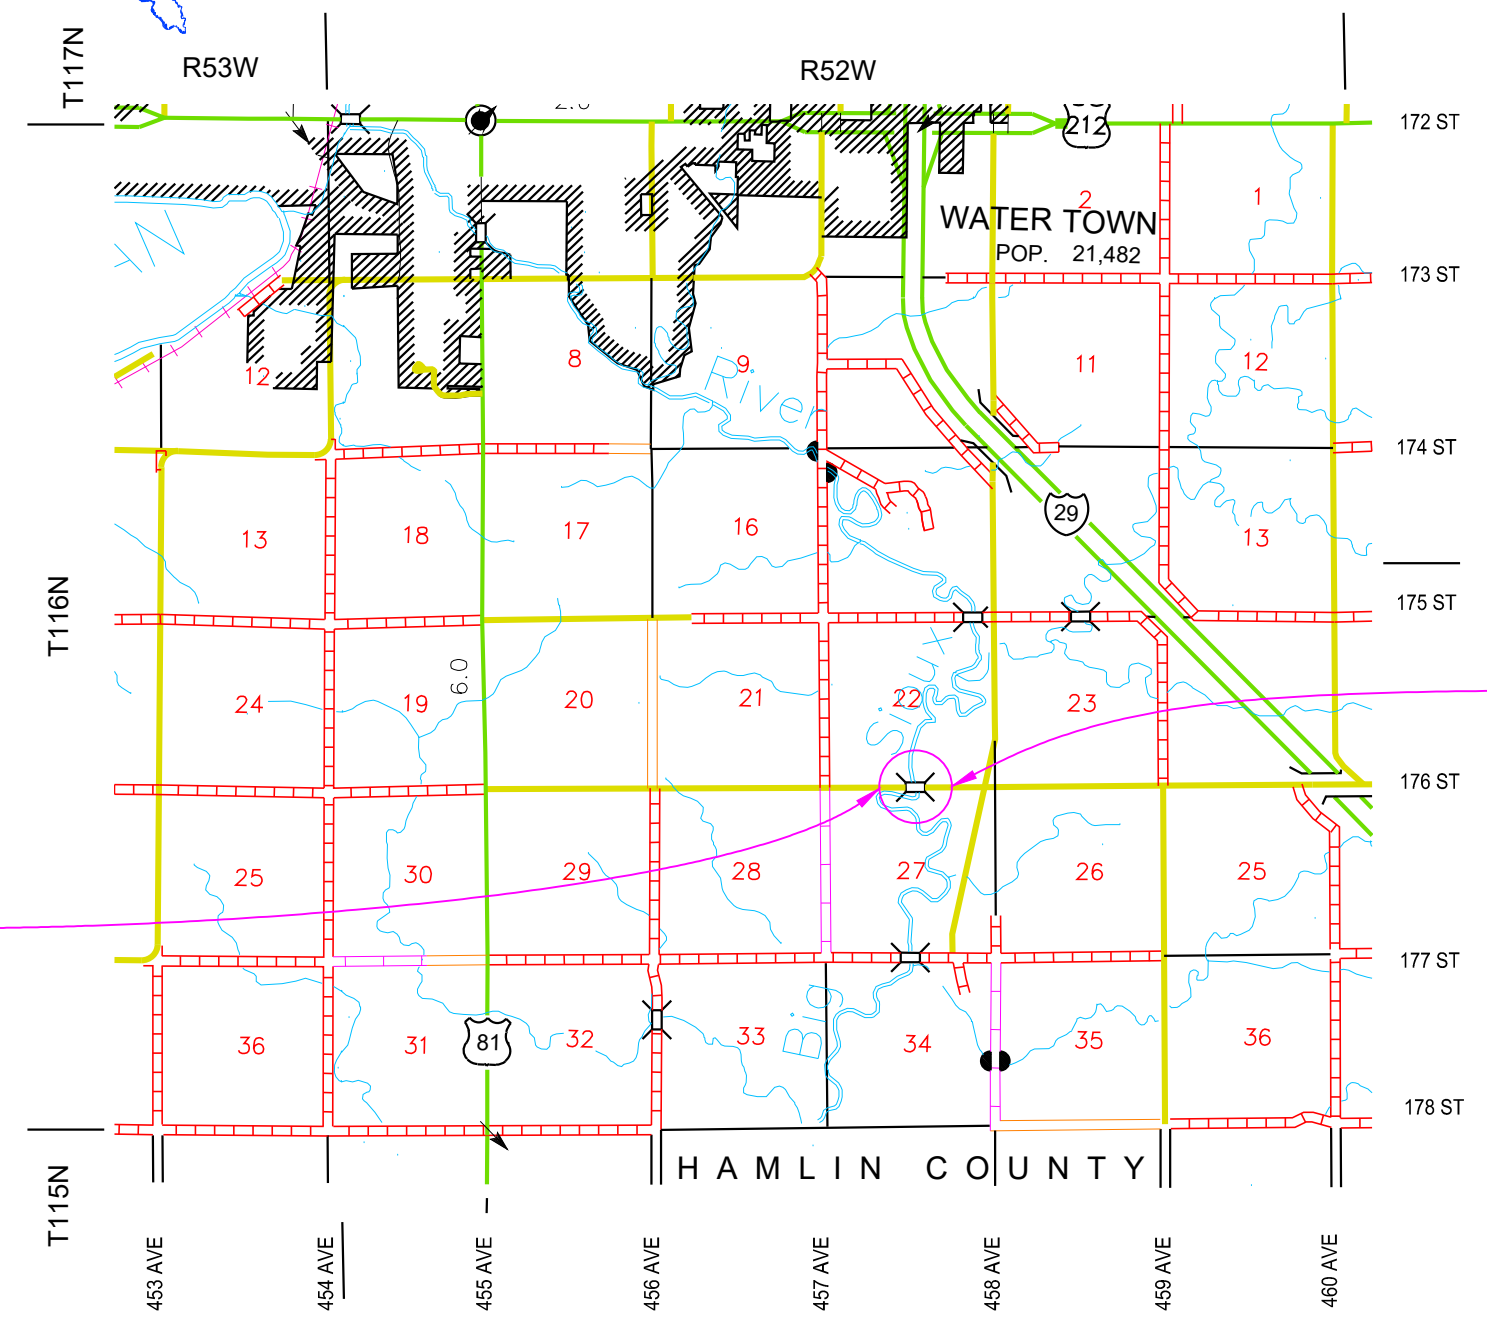 T117N
R53W
R52W
212
172 ST
2
1
WATER TOWN
POP. 21,482
173 ST
12
8
9
11
12
River
174 ST
13
18
17
16
29
13
T116N
175 ST
24
19
6.0
20
21
22
23
Sioux
176 ST
25
30
29
28
27
26
25
177 ST
36
31
81
32
33
Big
34
35
36
178 ST
T115N
HAMLIN COUNTY
453 AVE
454 AVE
455 AVE
456 AVE
457 AVE
458 AVE
459 AVE
460 AVE